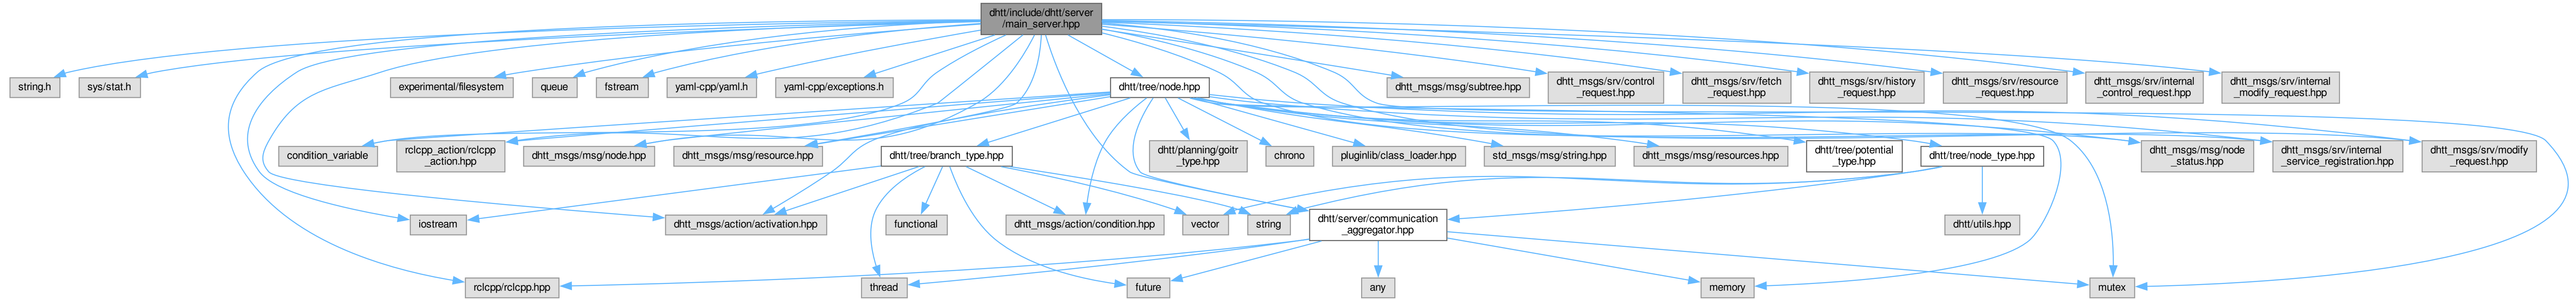 dhtt/include/dhtt/server
/main_server.hpp
string.h
sys/stat.h
experimental/filesystem
queue
fstream
yaml-cpp/yaml.h
yaml-cpp/exceptions.h
dhtt/tree/node.hpp
dhtt_msgs/msg/subtree.hpp
dhtt_msgs/srv/control
_request.hpp
dhtt_msgs/srv/fetch
_request.hpp
dhtt_msgs/srv/history
_request.hpp
dhtt_msgs/srv/resource
_request.hpp
dhtt_msgs/srv/internal
_control_request.hpp
dhtt_msgs/srv/internal
_modify_request.hpp
condition_variable
rclcpp_action/rclcpp
_action.hpp
dhtt_msgs/msg/node.hpp
dhtt_msgs/msg/resource.hpp
dhtt/tree/branch_type.hpp
dhtt/planning/goitr
_type.hpp
chrono
pluginlib/class_loader.hpp
std_msgs/msg/string.hpp
dhtt_msgs/msg/resources.hpp
dhtt/tree/potential
_type.hpp
dhtt/tree/node_type.hpp
dhtt_msgs/msg/node
_status.hpp
dhtt_msgs/srv/internal
_service_registration.hpp
dhtt_msgs/srv/modify
_request.hpp
iostream
dhtt_msgs/action/activation.hpp
functional
dhtt_msgs/action/condition.hpp
vector
string
dhtt/server/communication
_aggregator.hpp
dhtt/utils.hpp
rclcpp/rclcpp.hpp
thread
future
any
memory
mutex